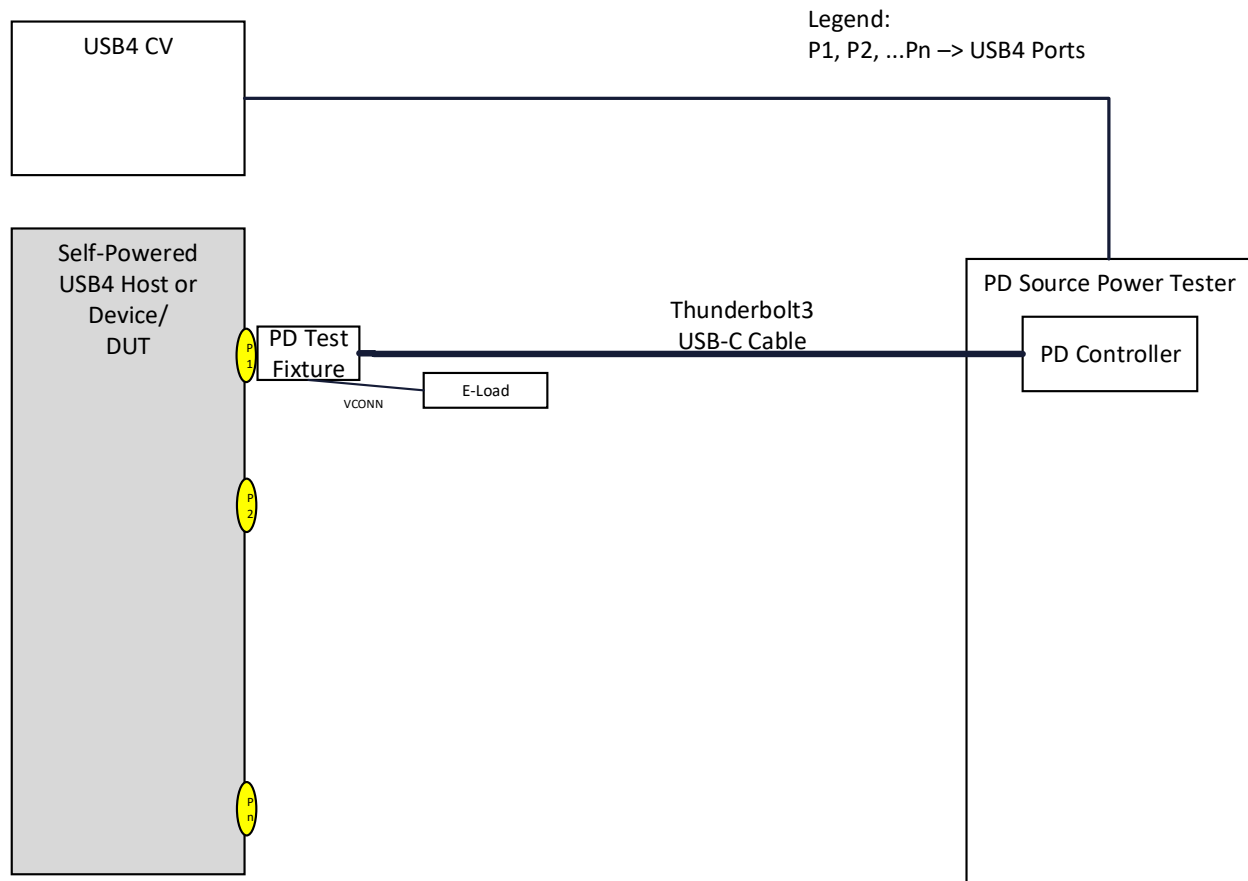 USB4 CV
Legend:
P1, P2, ...Pn –> USB4 Ports
Self-Powered
USB4 Host or
Device/
DUT
P
1
PD Test
Fixture
VCONN
E-Load
Thunderbolt3
USB-C Cable
PD Source Power Tester
PD Controller
P
2
P
n